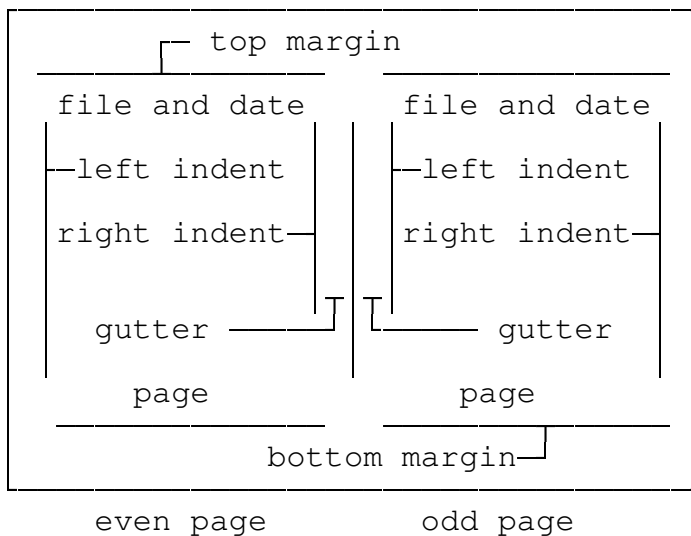 top margin
file and date file and date
left indent left indent
right indent right indent
gutter gutter
page page
bottom margin
even page odd page